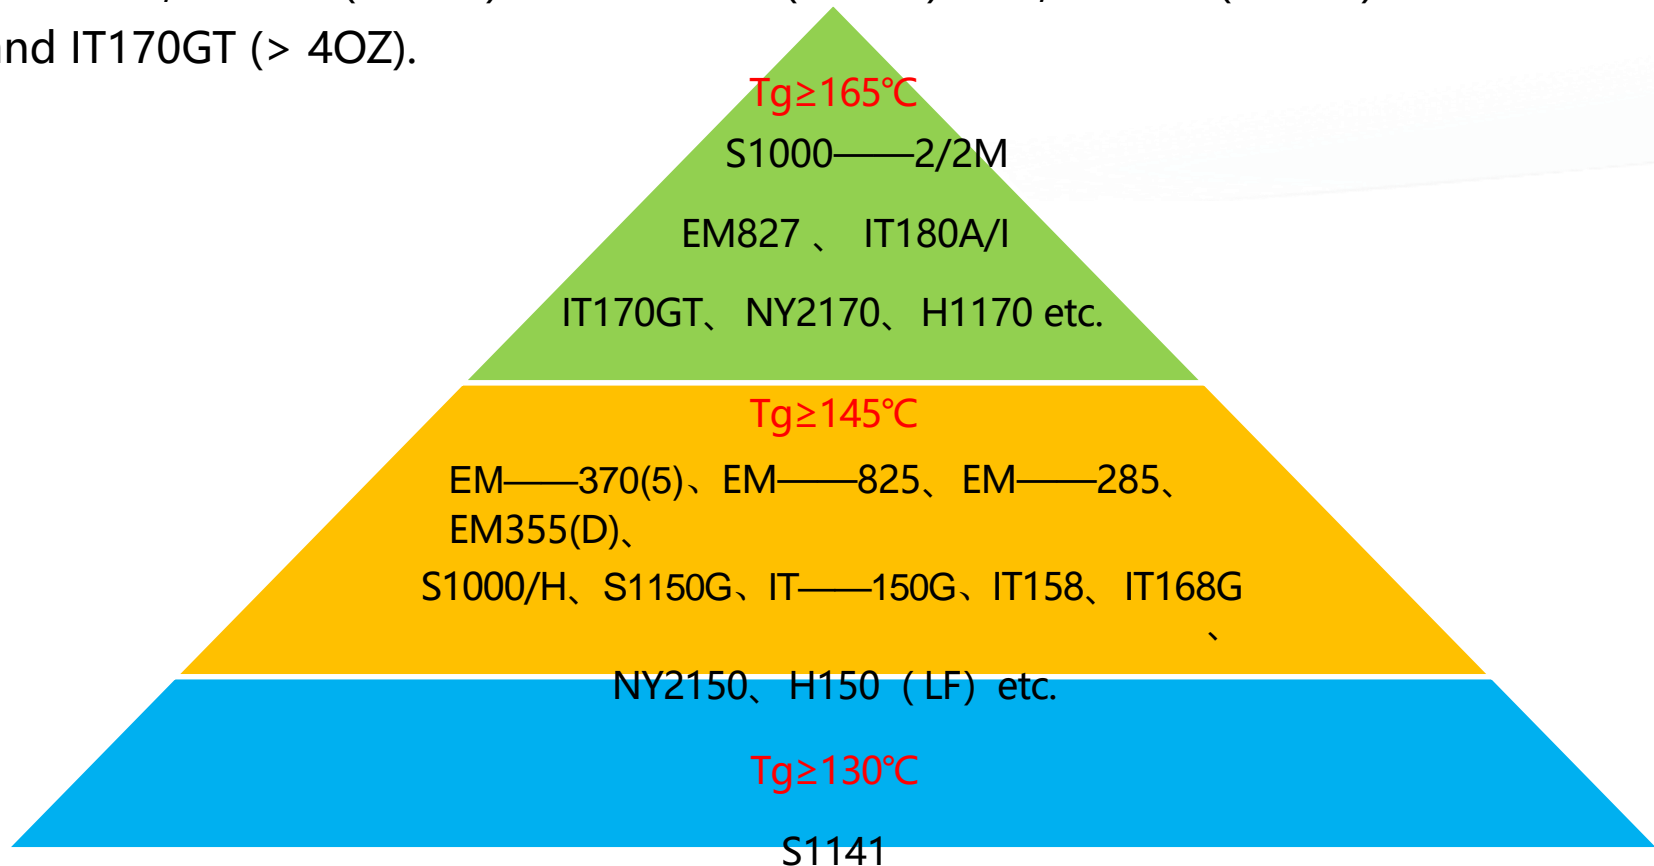 IT170GT (> 4OZ).
Tg≥165℃
S1000——2/2M
EM827 、 IT180A/I
IT170GT、 NY2170、 H1170 etc.
Tg≥145℃
EM——370(5)、EM——825、 EM——285、
EM355(D)、
S1000/H、S1150G、IT——150G、IT158、 IT168G
、
NY2150、 H150（ LF）etc.
Tg≥130℃
S1141